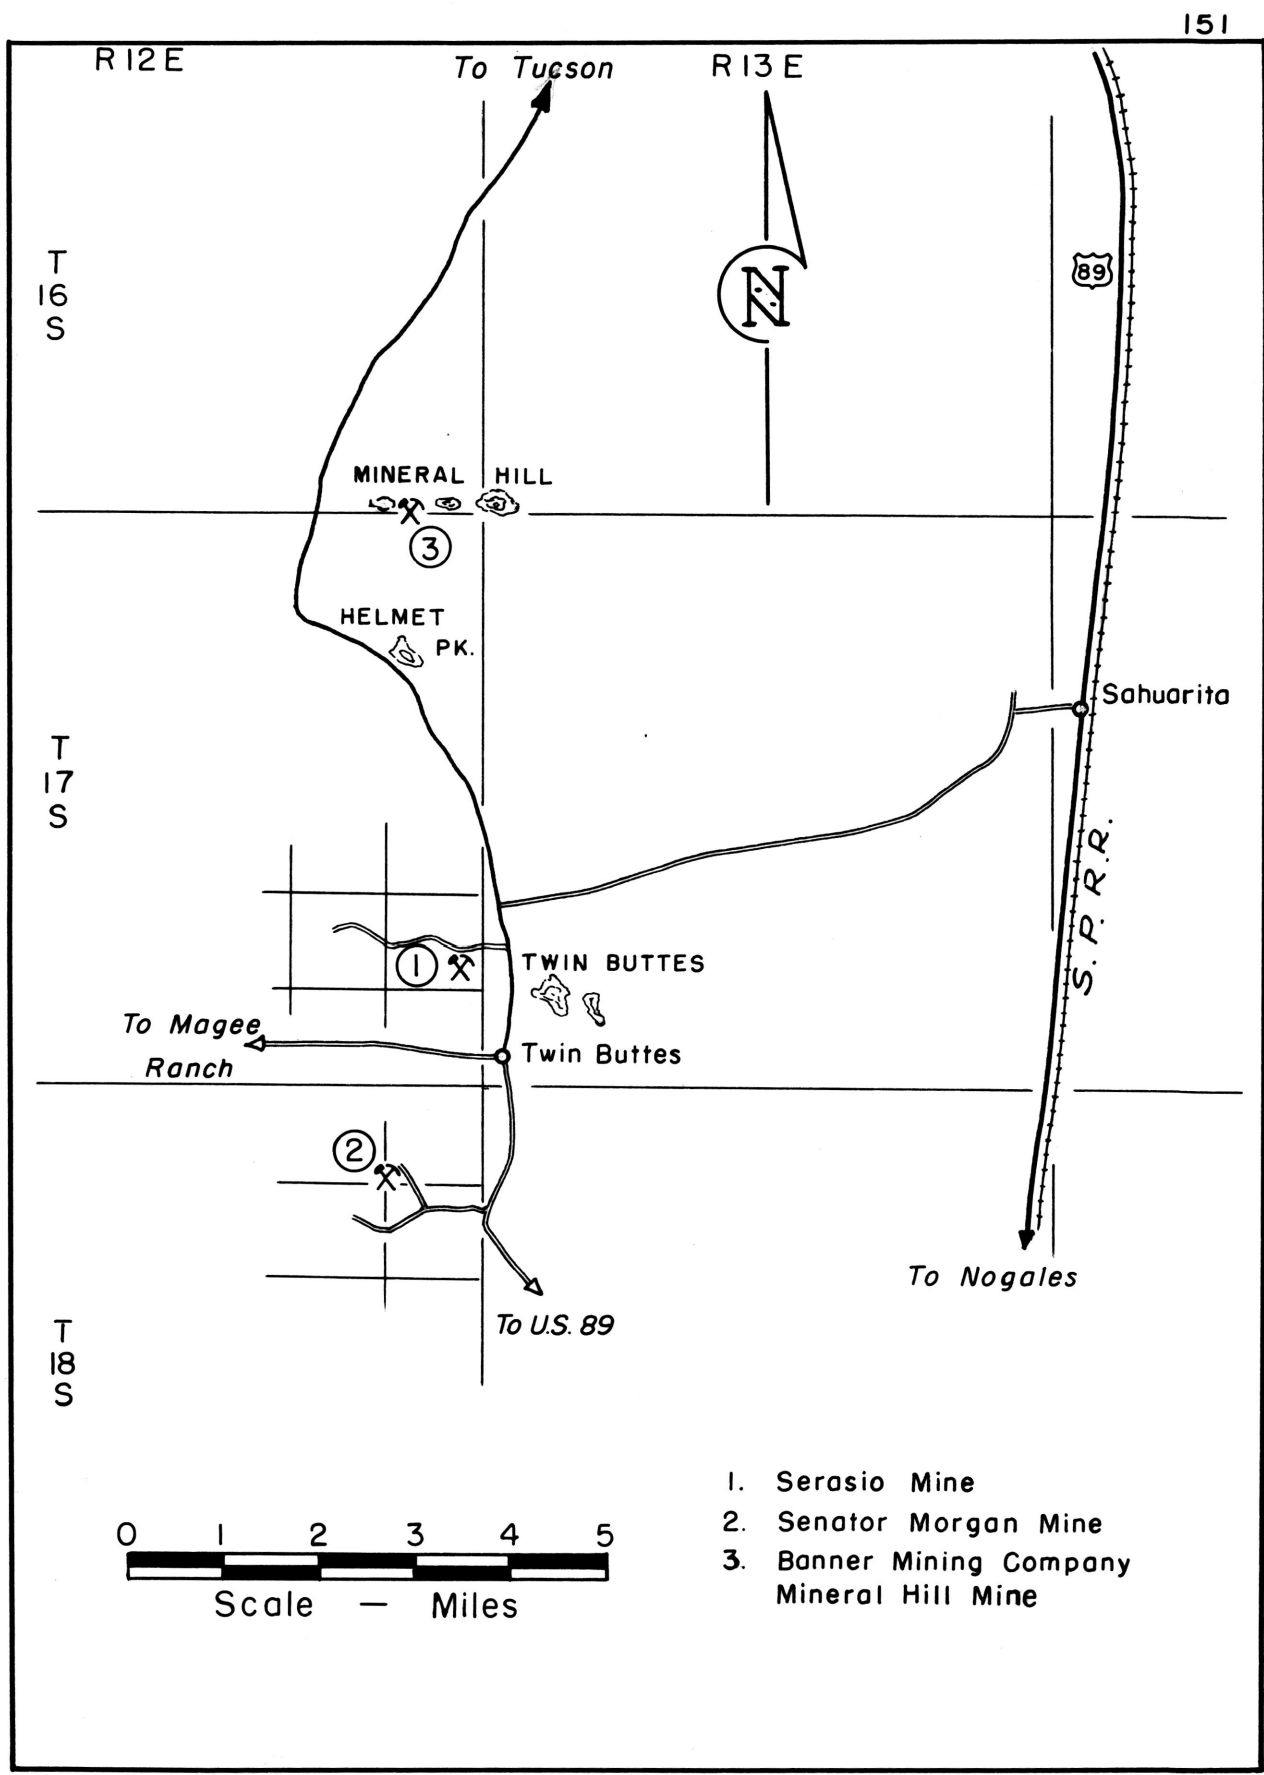 151
R 12 E
To Tucson
R 13 E
T
16
S
N
89
MINERAL HILL
3
HELMET
PK.
Sahuarita
T
17
S
S. P. R. R.
1
TWIN BUTTES
To Magee
Ranch
Twin Buttes
2
To Nogales
To U.S. 89
T
18
S
1. Serasio Mine
2. Senator Morgan Mine
3. Banner Mining Company
Mineral Hill Mine
0 1 2 3 4 5
Scale — Miles